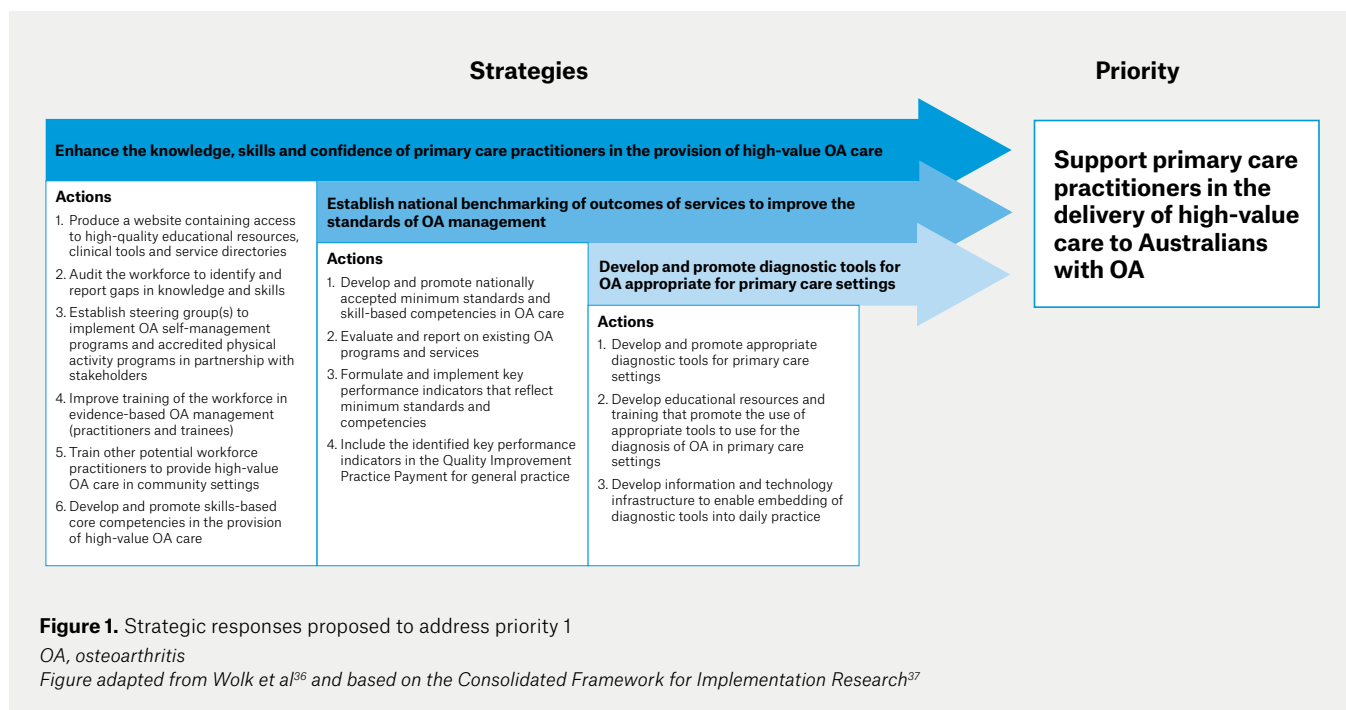 Strategies
Priority
Enhance the knowledge, skills and confidence of primary care practitioners in the provision of high-value OA care
Actions
1. Produce a website containing access
to high-quality educational resources,
clinical tools and service directories
2. Audit the workforce to identify and
report gaps in knowledge and skills
3. Establish steering group(s) to
implement OA self-management
programs and accredited physical
activity programs in partnership with
stakeholders
4. Improve training of the workforce in
evidence-based OA management
(practitioners and trainees)
5. Train other potential workforce
practitioners to provide high-value
OA care in community settings
6. Develop and promote skills-based
core competencies in the provision
of high-value OA care
Establish national benchmarking of outcomes of services to improve the
standards of OA management
Actions
1. Develop and promote nationally
accepted minimum standards and
skill-based competencies in OA care
2. Evaluate and report on existing OA
programs and services
3. Formulate and implement key
performance indicators that reflect
minimum standards and
competencies
4. Include the identified key performance
indicators in the Quality Improvement
Practice Payment for general practice
Develop and promote diagnostic tools for
OA appropriate for primary care settings
Actions
1. Develop and promote appropriate
diagnostic tools for primary care
settings
2. Develop educational resources and
training that promote the use of
appropriate tools to use for the
diagnosis of OA in primary care
settings
3. Develop information and technology
infrastructure to enable embedding of
diagnostic tools into daily practice
Support primary care
practitioners in the
delivery of high-value
care to Australians
with OA
Figure 1. Strategic responses proposed to address priority 1
OA, osteoarthritis
Figure adapted from Wolk et al36 and based on the Consolidated Framework for Implementation Research37